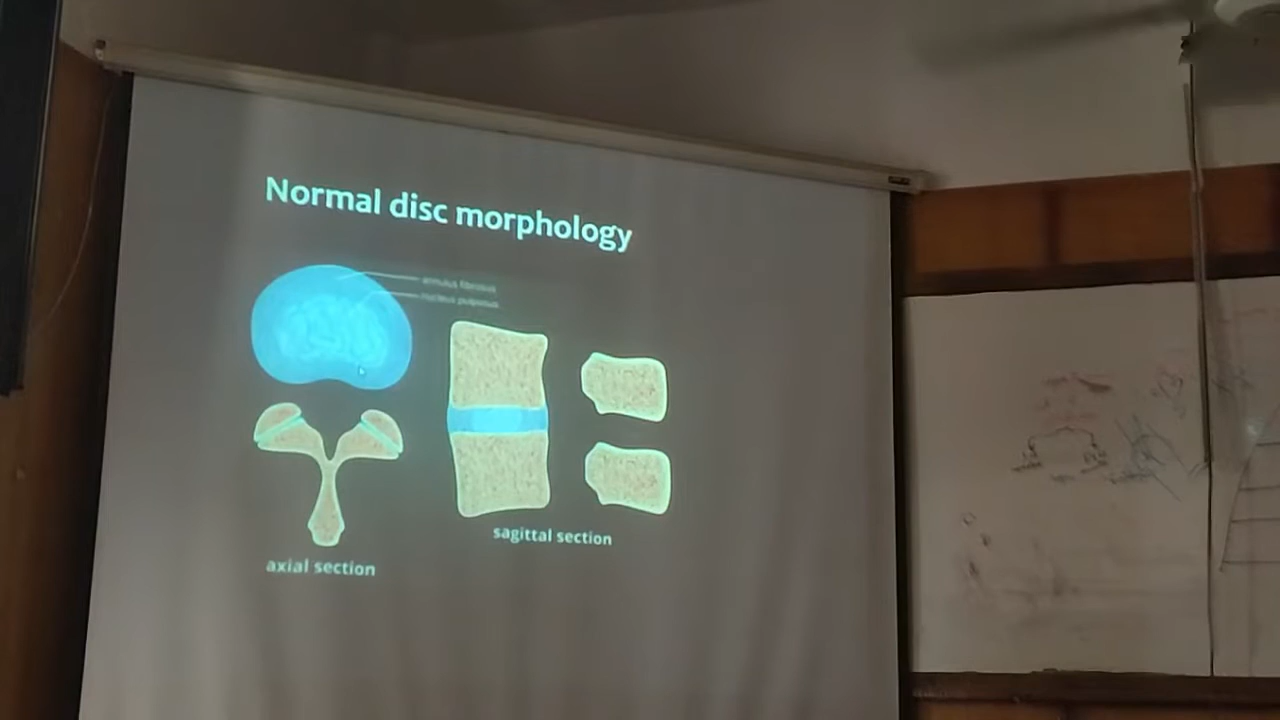 Normal disc morphology
annulus fibrosus
nucleus pulposus
sagittal section
axial section